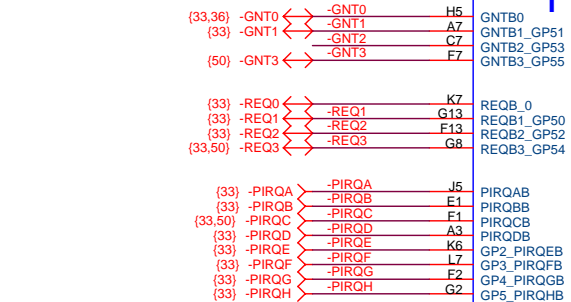 {33,36} -GNT0 -GNT0 H5 GNTB0
{33} -GNT1 -GNT1 A7 GNTB1_GP51
-GNT2 C7 GNTB2_GP53
{50} -GNT3 -GNT3 F7 GNTB3_GP55
{33} -REQ0 K7 REQB_0
{33} -REQ1 -REQ1 G13 REQB1_GP50
{33} -REQ2 -REQ2 F13 REQB2_GP52
{33,50} -REQ3 -REQ3 G8 REQB3_GP54
{33} -PIRQA -PIRQA J5 PIRQAB
{33} -PIRQB -PIRQB E1 PIRQBB
{33,50} -PIRQC -PIRQC F1 PIRQCB
{33} -PIRQD -PIRQD A3 PIRQDB
{33} -PIRQE -PIRQE K6 GP2_PIRQEB
{33} -PIRQF -PIRQF L7 GP3_PIRQFB
{33} -PIRQG -PIRQG F2 GP4_PIRQGB
{33} -PIRQH -PIRQH G2 GP5_PIRQHB